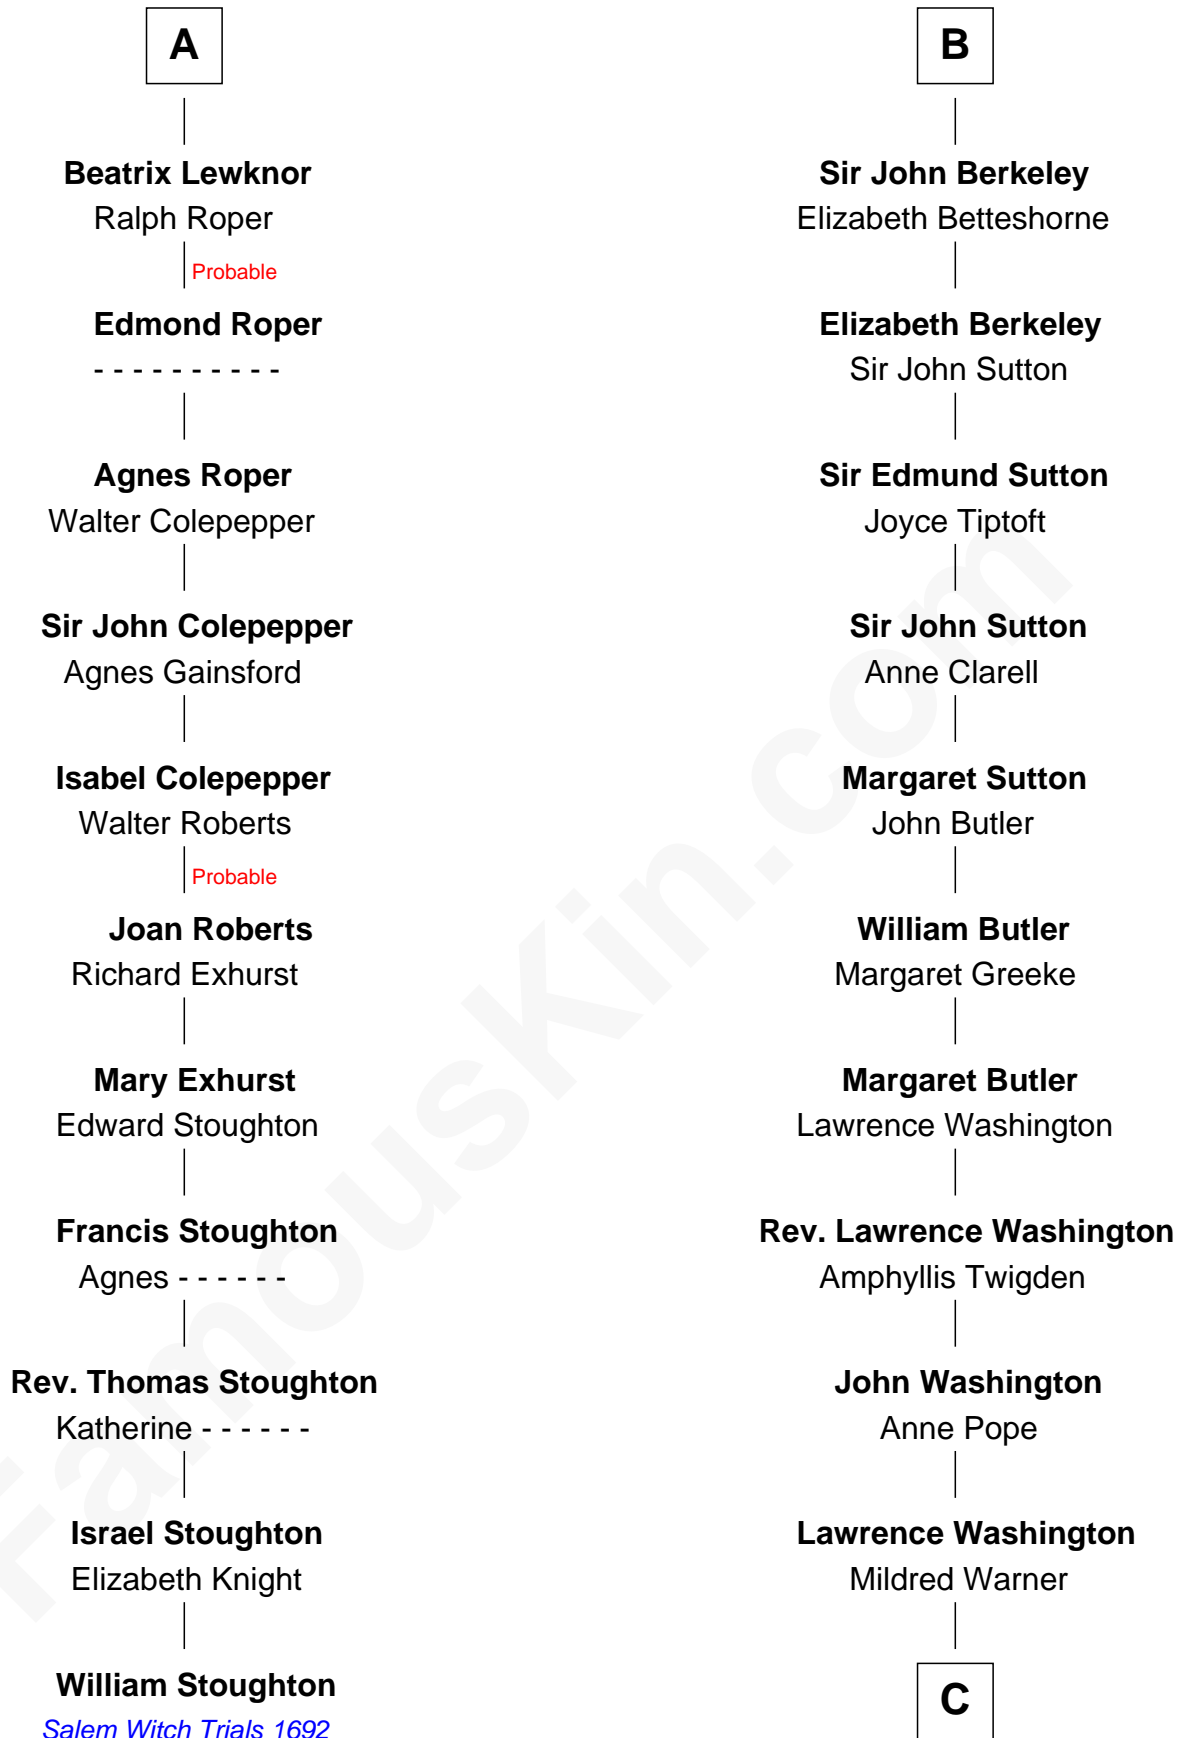 A
Beatrix Lewknor
Ralph Roper
Probable
Edmond Roper
- - - - - - - - - -
Agnes Roper
Walter Colepepper
Sir John Colepepper
Agnes Gainsford
Isabel Colepepper
Walter Roberts
Probable
Joan Roberts
Richard Exhurst
Mary Exhurst
Edward Stoughton
Francis Stoughton
Agnes - - - - - -
Rev. Thomas Stoughton
Katherine - - - - - -
Israel Stoughton
Elizabeth Knight
William Stoughton
Salem Witch Trials 1692
B
Sir John Berkeley
Elizabeth Betteshorne
Elizabeth Berkeley
Sir John Sutton
Sir Edmund Sutton
Joyce Tiptoft
Sir John Sutton
Anne Clarell
Margaret Sutton
John Butler
William Butler
Margaret Greeke
Margaret Butler
Lawrence Washington
Rev. Lawrence Washington
Amphyllis Twigden
John Washington
Anne Pope
Lawrence Washington
Mildred Warner
C
FamousKin.com